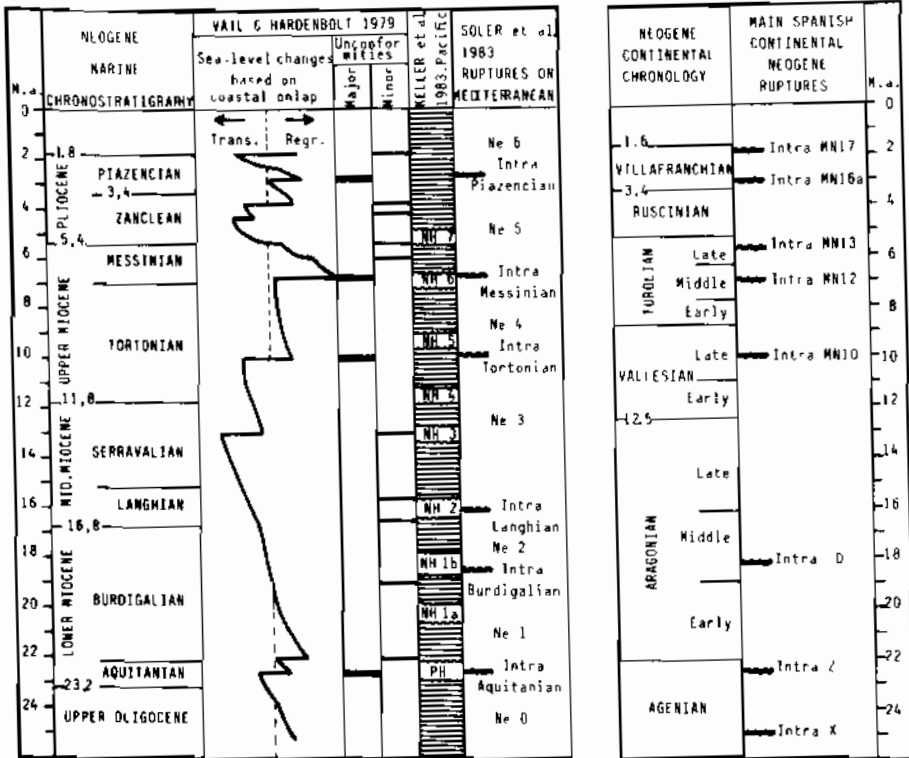 NEOGENE
MARINE
CHRONOSTRATIGRAPHY
M.a.
VAIL & HARDENBOLT 1979
Sea-level changes
based on
coastal onlap
Unconfor
mities
Major
Minor
KELLER et al
1983.Pacific
SOLER et al
1983
RUPTURES ON
MEDITERRANEAN
Trans. Regr.
0
2
4
6
8
10
12
14
16
18
20
22
24
PLIOCENE
UPPER MIOCENE
MID.MIOCENE
LOWER MIOCENE
1.8
PIAZENCIAN
3,4
ZANCLEAN
5,4
MESSINIAN
TORTONIAN
11,8
SERRAVALIAN
LANGHIAN
16,8
BURDIGALIAN
AQUITANIAN
23,2
UPPER OLIGOCENE
NH 7
NH 6
NH 5
NH 4
NH 3
NH 2
NH 1b
NH 1a
PH
Ne 6
Intra
Piazencian
Ne 5
Intra
Messinian
Ne 4
Intra
Tortonian
Ne 3
Intra
Langhian
Ne 2
Intra
Burdigalian
Ne 1
Intra
Aquitanian
Ne 0
NEOGENE
CONTINENTAL
CHRONOLOGY
MAIN SPANISH
CONTINENTAL
NEOGENE
RUPTURES
M.a.
1.6
VILLAFRANCHIAN
3,4
RUSCINIAN
TUROLIAN
Late
Middle
Early
VALLESIAN
Late
Early
12.5
ARAGONIAN
Late
Middle
Early
AGENIAN
Intra MN17
Intra MN16a
Intra MN13
Intra MN12
Intra MN10
Intra D
Intra Z
Intra X
0
2
4
6
8
10
12
14
16
18
20
22
24